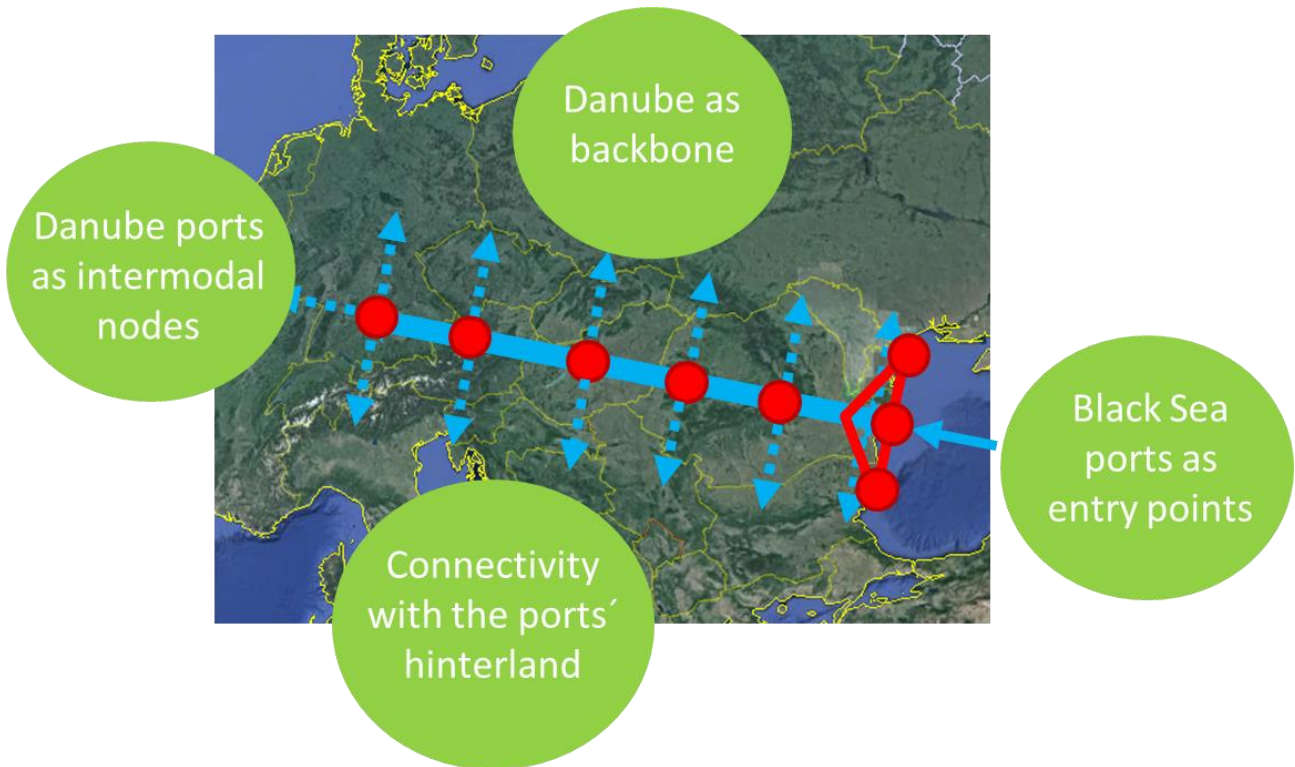 Danube as
backbone
Danube ports
as intermodal
nodes
Black Sea
ports as
entry points
Connectivity
with the ports´
hinterland